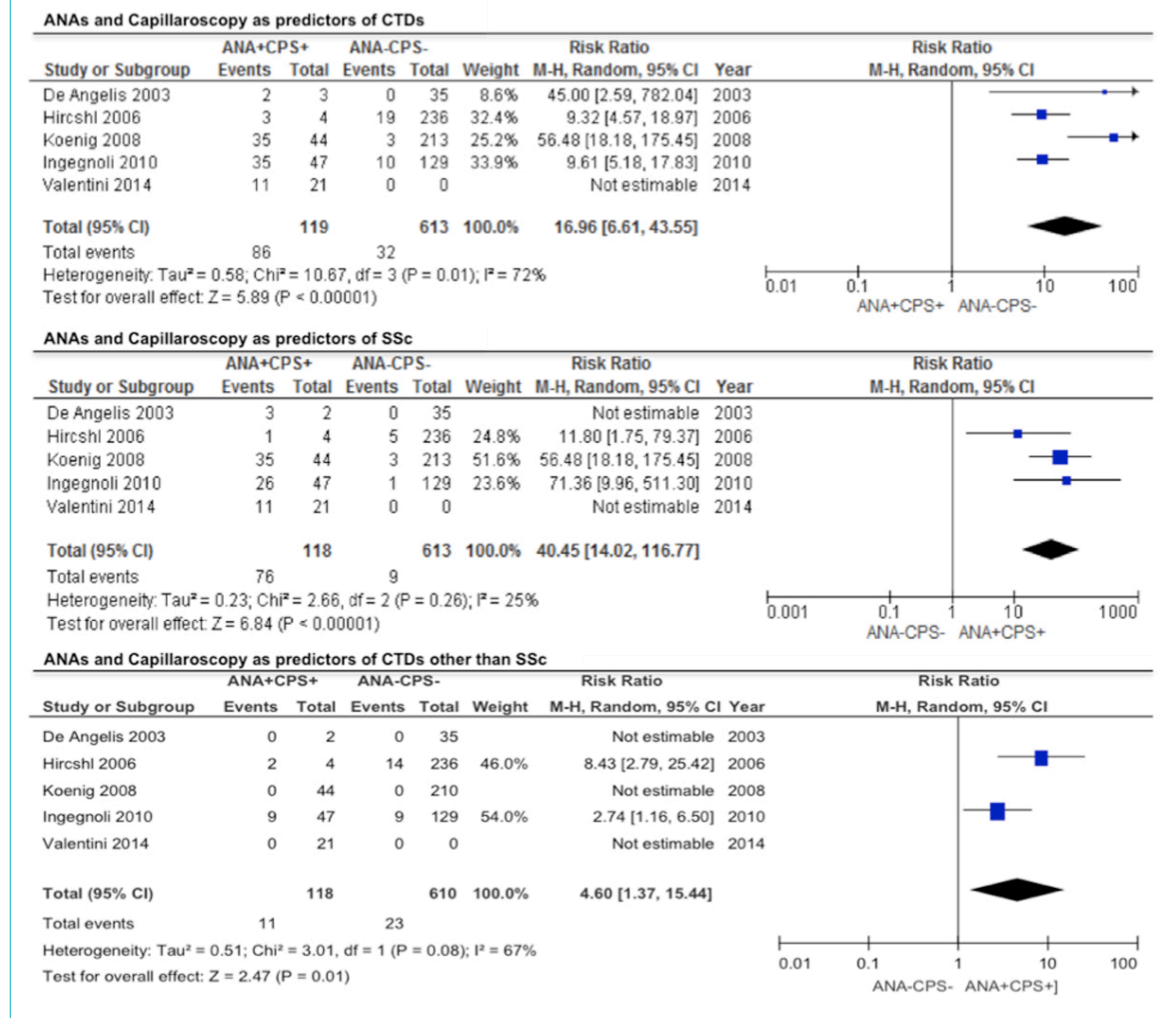 ANAs and Capillaroscopy as predictors of CTDs
ANA+CPS+ ANA-CPS- Risk Ratio Risk Ratio
Study or Subgroup Events Total Events Total Weight M-H, Random, 95% CI Year M-H, Random, 95% CI
De Angelis 2003 2 3 0 35 8.6% 45.00 [2.59, 782.04] 2003
Hircshl 2006 3 4 19 236 32.4% 9.32 [4.57, 18.97] 2006
Koenig 2008 35 44 3 213 25.2% 56.48 [18.18, 175.45] 2008
Ingegnoli 2010 35 47 10 129 33.9% 9.61 [5.18, 17.83] 2010
Valentini 2014 11 21 0 0 Not estimable 2014
Total (95% CI) 119 613 100.0% 16.96 [6.61, 43.55]
Total events 86 32
Heterogeneity: Tau² = 0.58; Chi² = 10.67, df = 3 (P = 0.01); I² = 72%
Test for overall effect: Z = 5.89 (P < 0.00001)
0.01 0.1 1 10 100
ANA+CPS+ ANA-CPS-
ANAs and Capillaroscopy as predictors of SSc
ANA+CPS+ ANA-CPS- Risk Ratio Risk Ratio
Study or Subgroup Events Total Events Total Weight M-H, Random, 95% CI Year M-H, Random, 95% CI
De Angelis 2003 3 2 0 35 Not estimable 2003
Hircshl 2006 1 4 5 236 24.8% 11.80 [1.75, 79.37] 2006
Koenig 2008 35 44 3 213 51.6% 56.48 [18.18, 175.45] 2008
Ingegnoli 2010 26 47 1 129 23.6% 71.36 [9.96, 511.30] 2010
Valentini 2014 11 21 0 0 Not estimable 2014
Total (95% CI) 118 613 100.0% 40.45 [14.02, 116.77]
Total events 76 9
Heterogeneity: Tau² = 0.23; Chi² = 2.66, df = 2 (P = 0.26); I² = 25%
Test for overall effect: Z = 6.84 (P < 0.00001)
0.001 0.1 1 10 1000
ANA-CPS- ANA+CPS+
ANAs and Capillaroscopy as predictors of CTDs other than SSc
ANA+CPS+ ANA-CPS- Risk Ratio Risk Ratio
Study or Subgroup Events Total Events Total Weight M-H, Random, 95% CI Year M-H, Random, 95% CI
De Angelis 2003 0 2 0 35 Not estimable 2003
Hircshl 2006 2 4 14 236 46.0% 8.43 [2.79, 25.42] 2006
Koenig 2008 0 44 0 210 Not estimable 2008
Ingegnoli 2010 9 47 9 129 54.0% 2.74 [1.16, 6.50] 2010
Valentini 2014 0 21 0 0 Not estimable 2014
Total (95% CI) 118 610 100.0% 4.60 [1.37, 15.44]
Total events 11 23
Heterogeneity: Tau² = 0.51; Chi² = 3.01, df = 1 (P = 0.08); I² = 67%
Test for overall effect: Z = 2.47 (P = 0.01)
0.01 0.1 1 10 100
ANA-CPS- ANA+CPS+]